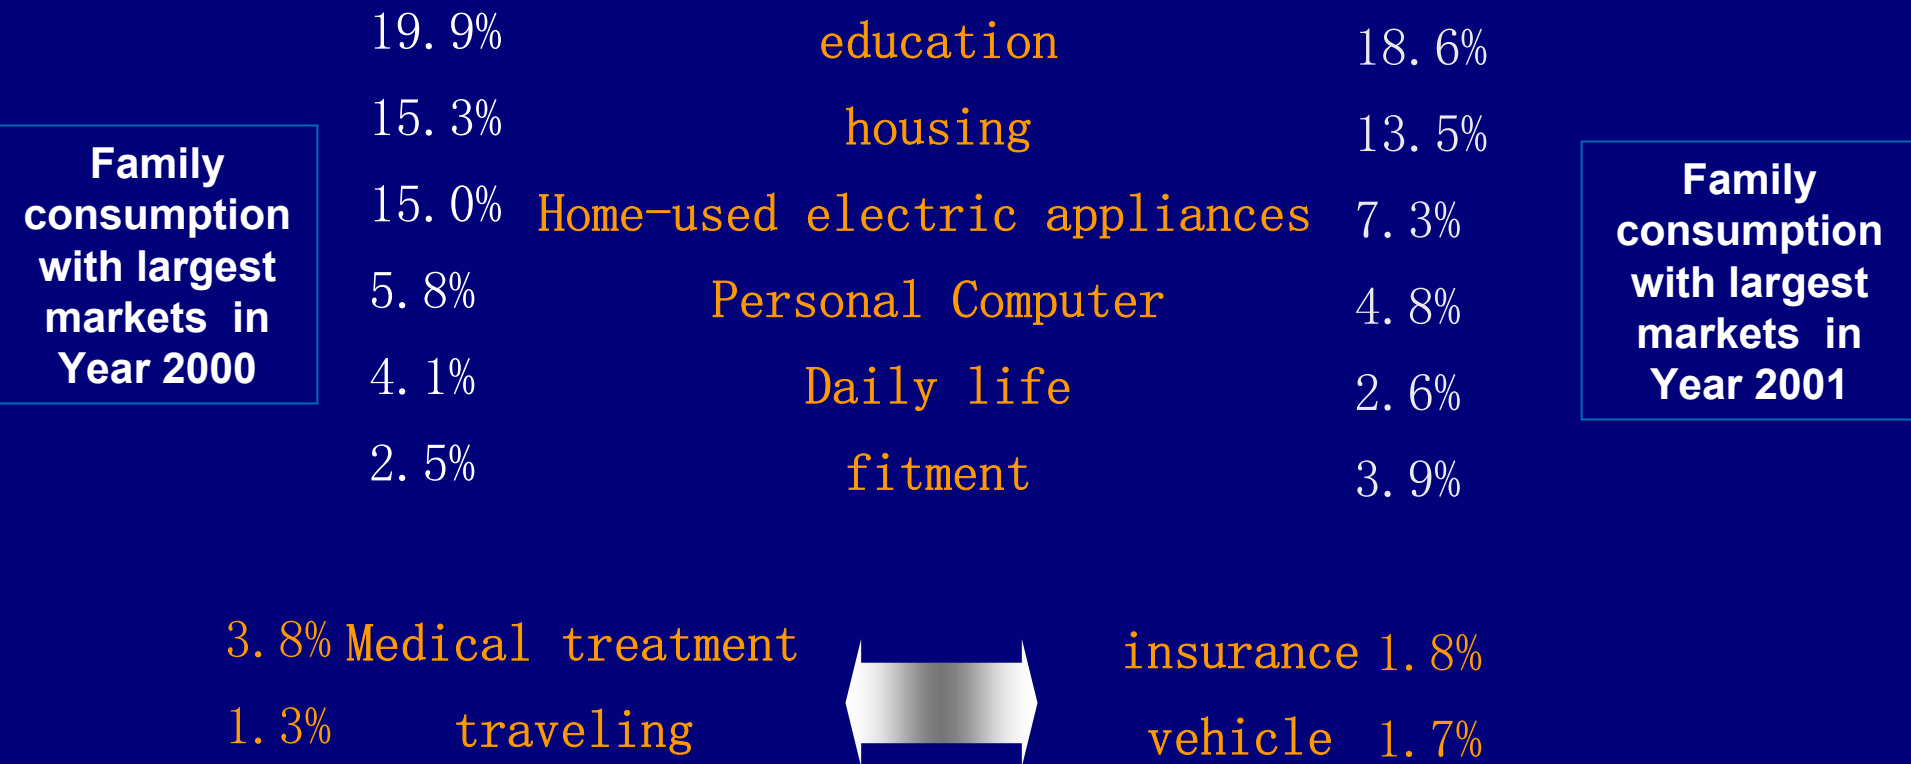 19.9% education 18.6%
15.3% housing 13.5%
15.0% Home-used electric appliances 7.3%
5.8% Personal Computer 4.8%
4.1% Daily life 2.6%
2.5% fitment 3.9%
Family
consumption
with largest
markets in
Year 2000
Family
consumption
with largest
markets in
Year 2001
3.8% Medical treatment
1.3% traveling
insurance 1.8%
vehicle 1.7%